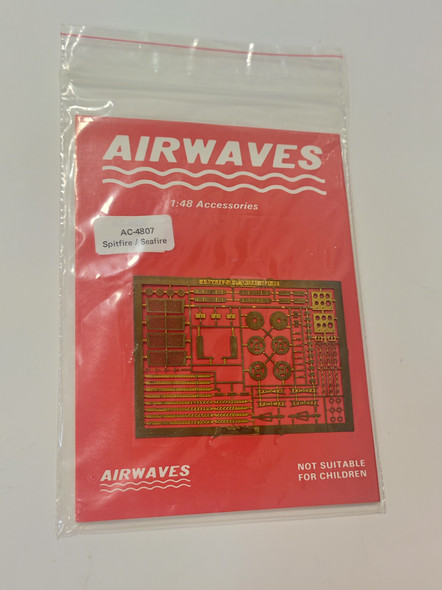 AIRWAVES
1:48 Accessories
AC-4807
Spitfire / Seafire
AIRWAVES
NOT SUITABLE
FOR CHILDREN